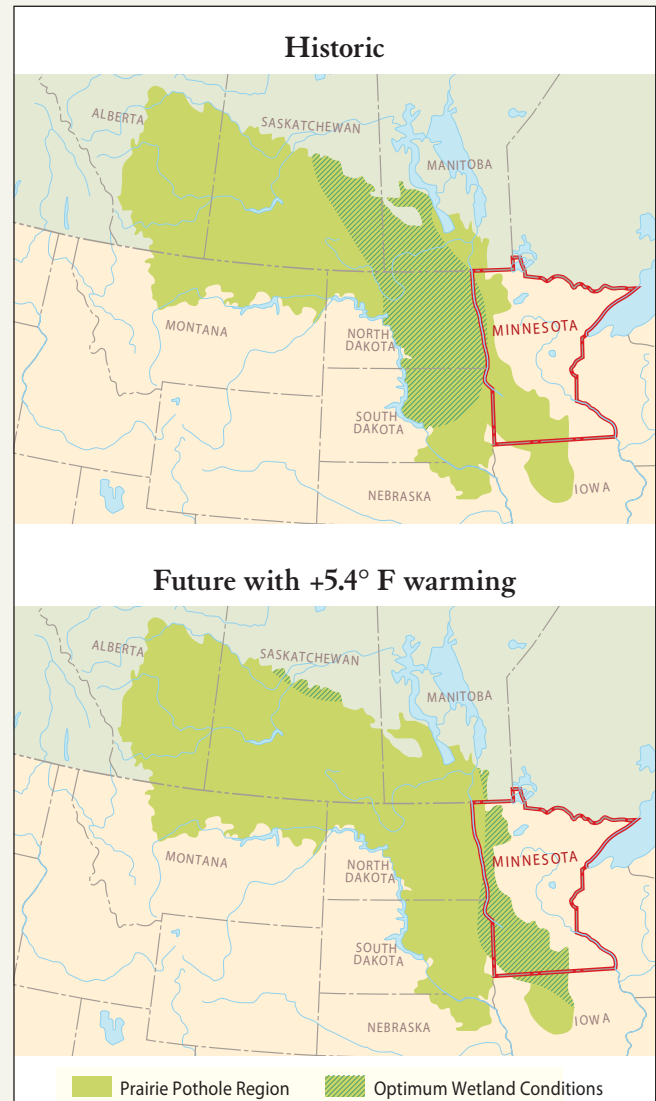 Historic
ALBERTA
SASKATCHEWAN
MANITOBA
MONTANA
NORTH
DAKOTA
MINNESOTA
SOUTH
DAKOTA
NEBRASKA
IOWA
Future with +5.4° F warming
ALBERTA
SASKATCHEWAN
MANITOBA
MONTANA
NORTH
DAKOTA
MINNESOTA
SOUTH
DAKOTA
NEBRASKA
IOWA
Prairie Pothole Region
Optimum Wetland Conditions